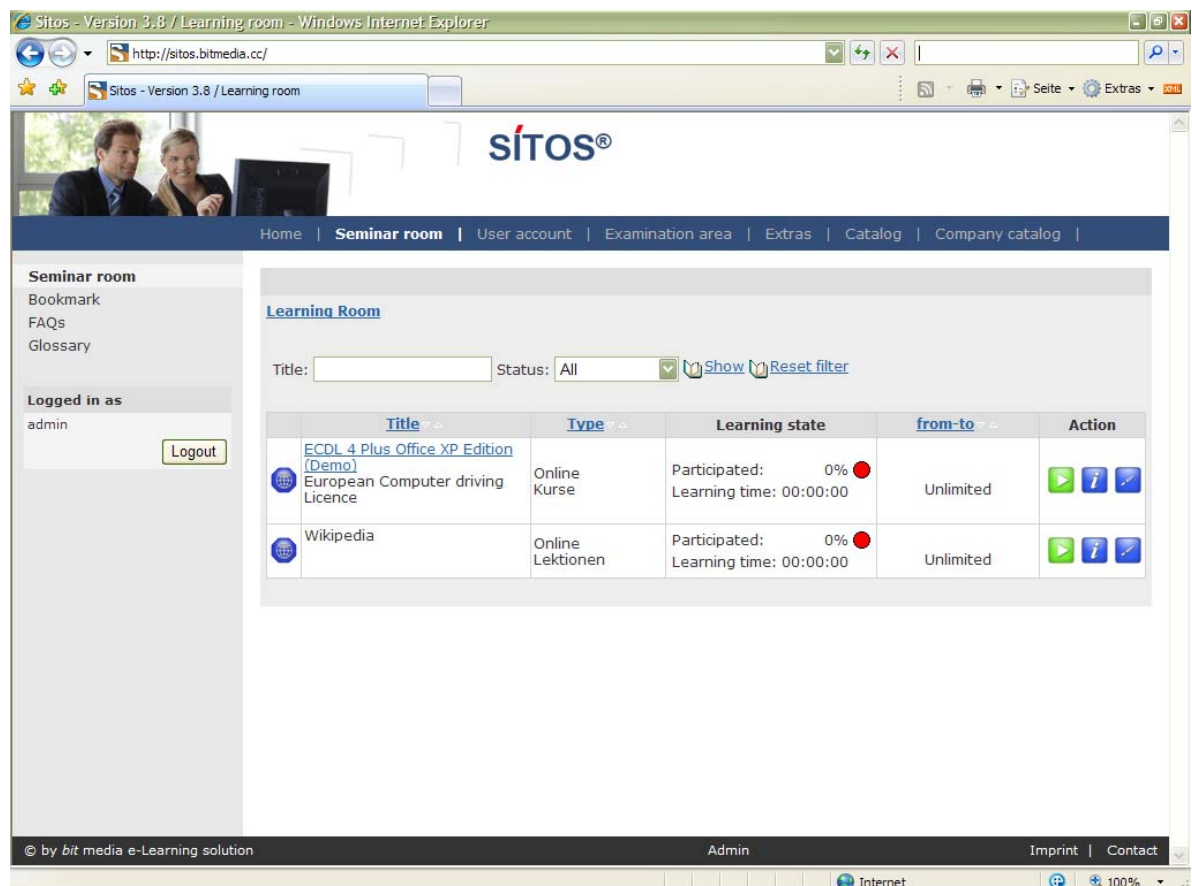 Sitos - Version 3.8 / Learning room - Windows Internet Explorer
http://sitos.bitmedia.cc/
Sitos - Version 3.8 / Learning room
Seite
Extras
SÍTOS®
Home | Seminar room | User account | Examination area | Extras | Catalog | Company catalog |
Seminar room
Bookmark
FAQs
Glossary
Logged in as
admin
Logout
Learning Room
Title: Status: All Show Reset filter
Title Type Learning state from-to Action
ECDL 4 Plus Office XP Edition
(Demo)
European Computer driving
Licence
Online
Kurse
Participated: 0%
Learning time: 00:00:00
Unlimited
Wikipedia
Online
Lektionen
Participated: 0%
Learning time: 00:00:00
Unlimited
© by bit media e-Learning solution Admin Imprint | Contact
Internet 100%